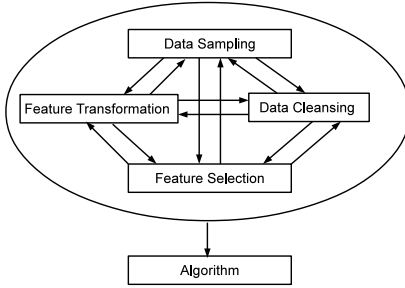 Data Sampling
Feature Transformation
Data Cleansing
Feature Selection
Algorithm